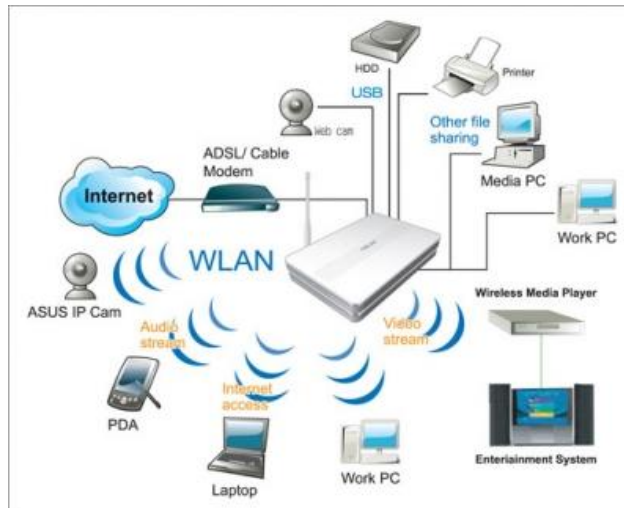 HDD
Printer
USB
Web cam
Other file
sharing
ADSL/ Cable
Modem
Media PC
Internet
Work PC
WLAN
ASUS IP Cam
Wireless Media Player
Audio
stream
Video
stream
PDA
Internet
access
Laptop
Work PC
Enteriainment System